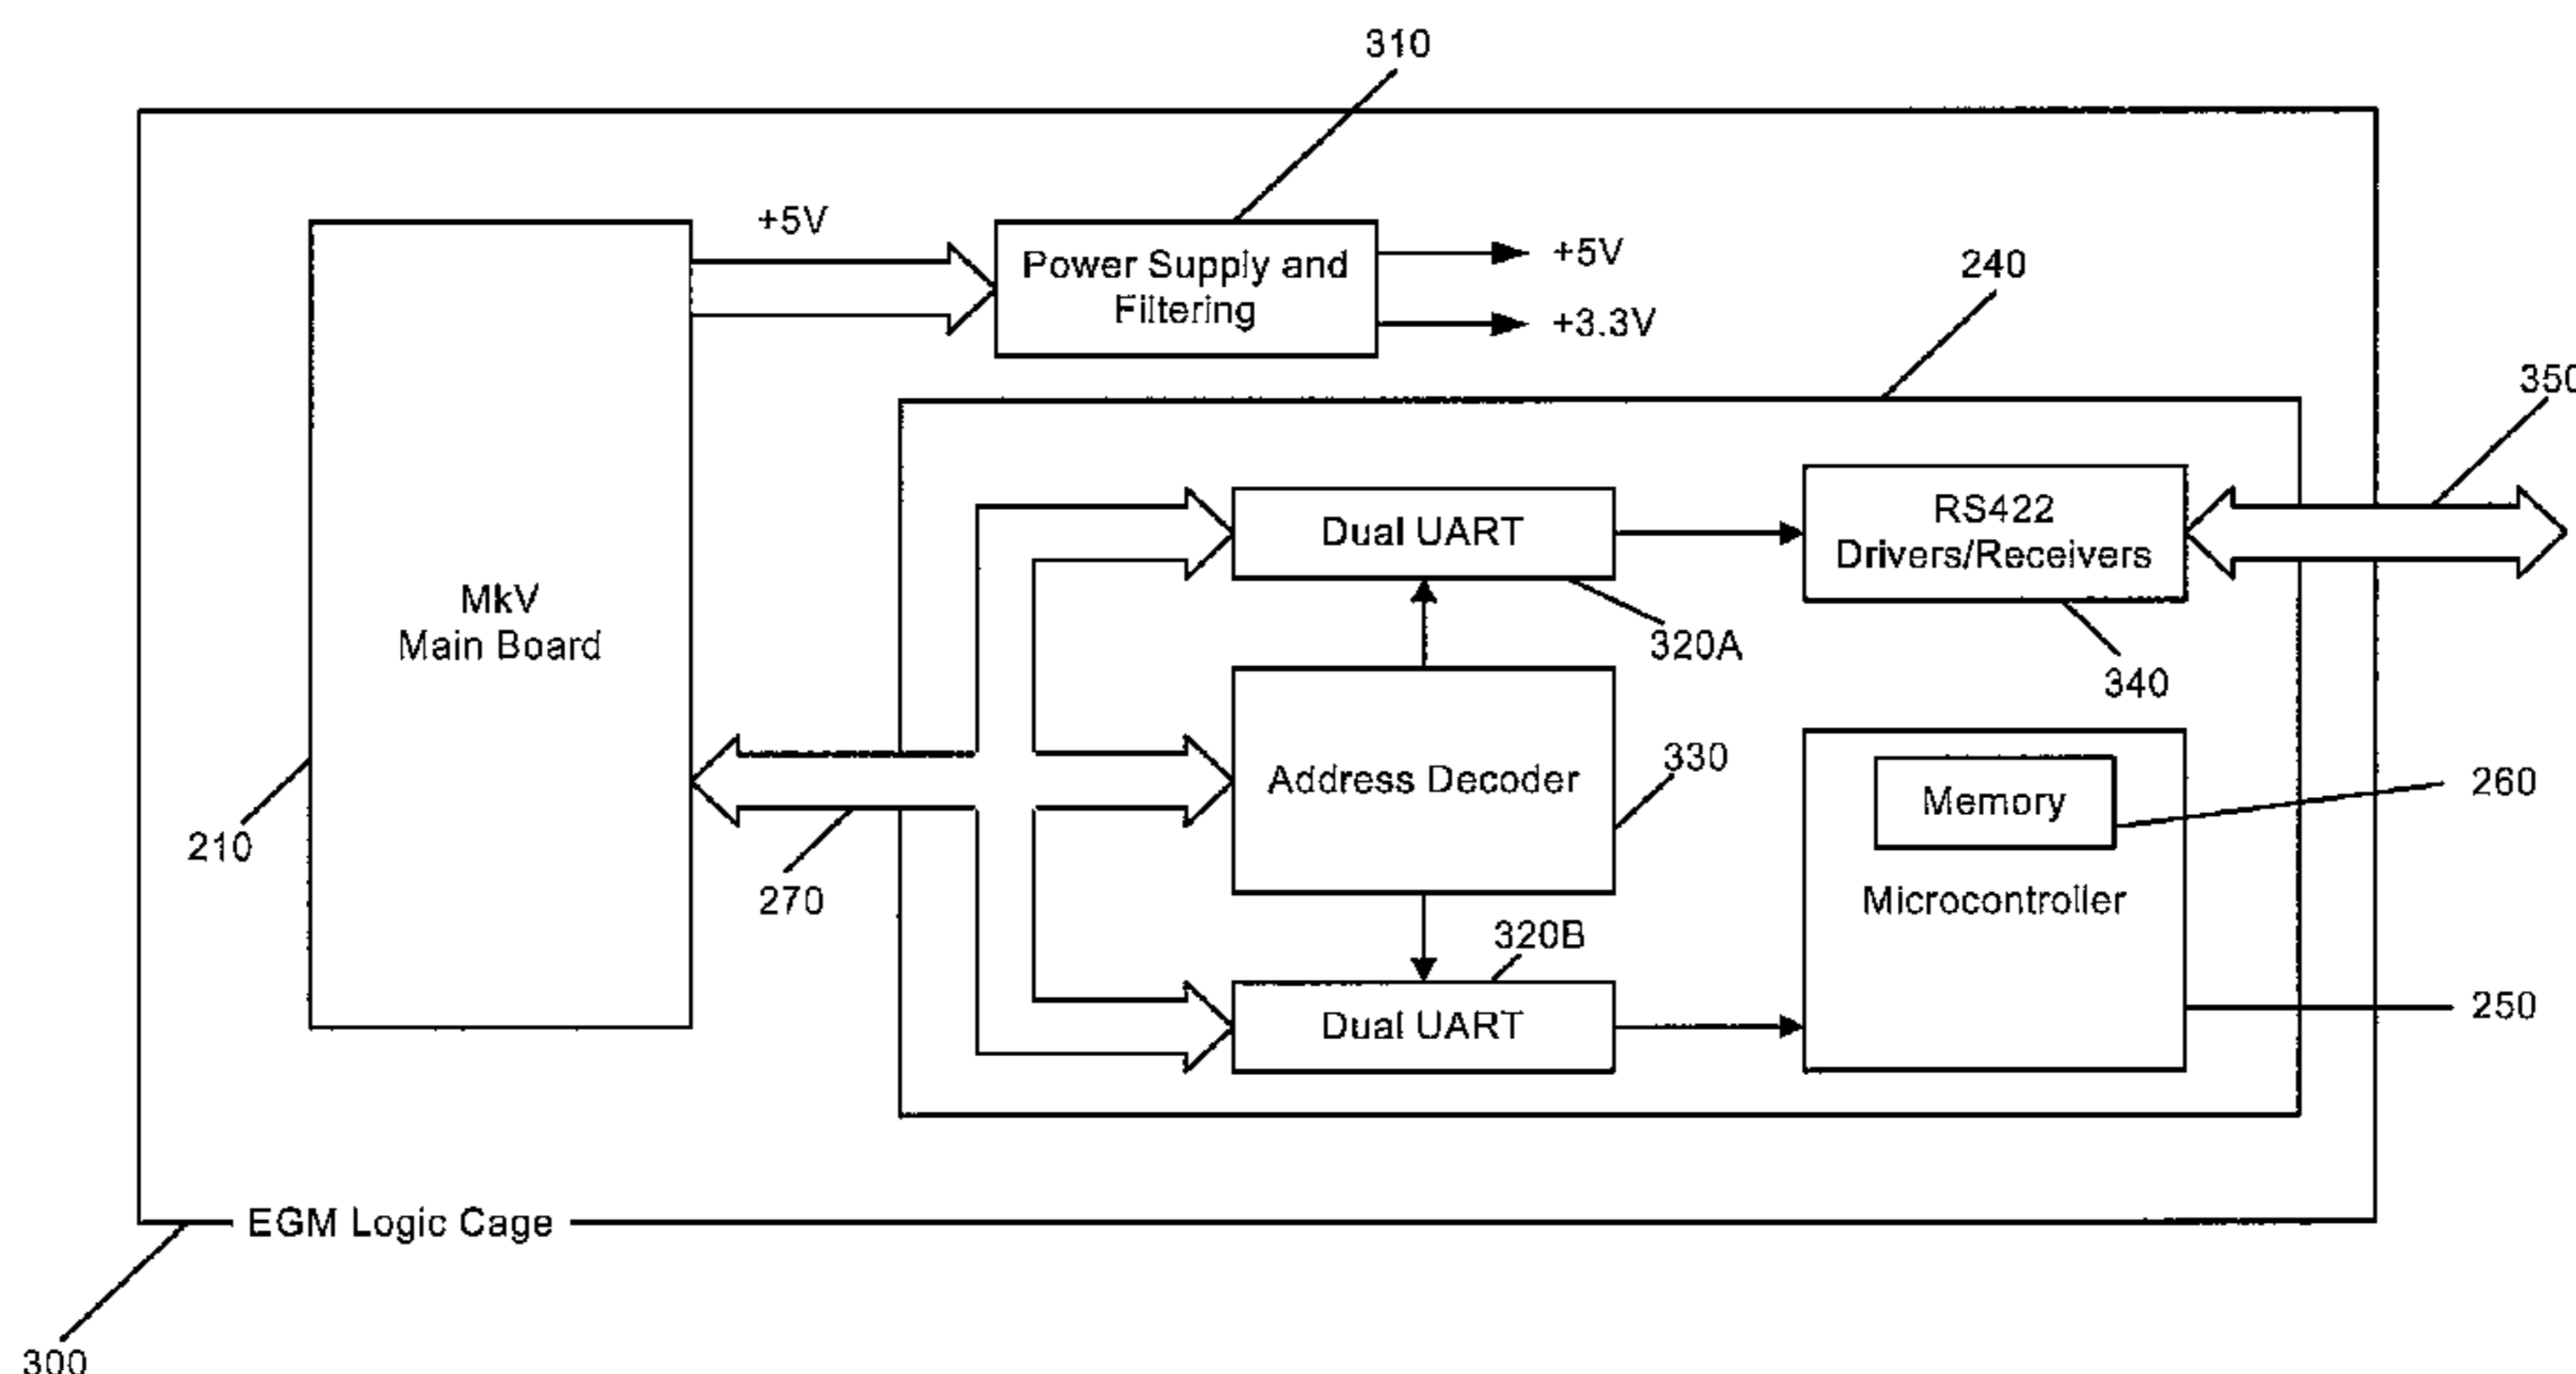 310
+5V
Power Supply and
Filtering
+5V
+3.3V
240
350
MkV
Main Board
Dual UART
RS422
Drivers/Receivers
320A
340
Address Decoder
330
Memory
260
210
270
Microcontroller
320B
Dual UART
250
EGM Logic Cage
300